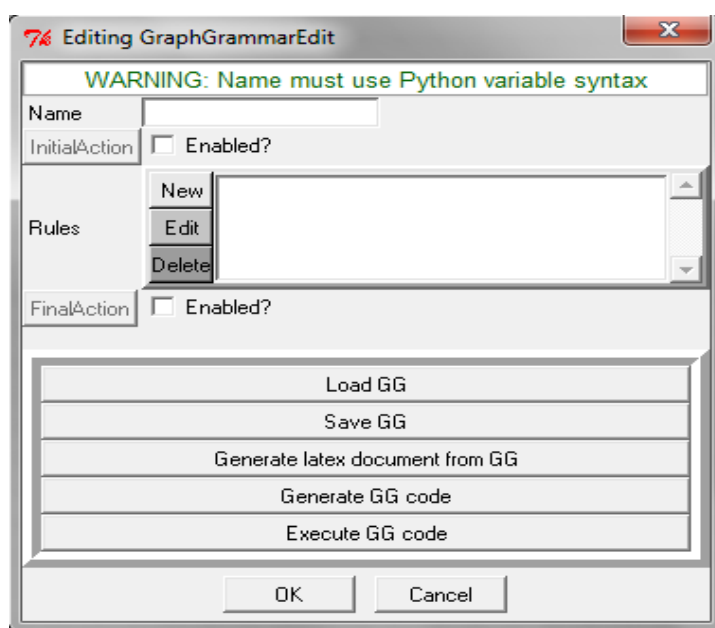 Editing GraphGrammarEdit
WARNING: Name must use Python variable syntax
Name
InitialAction Enabled?
New
Rules Edit
Delete
FinalAction Enabled?
Load GG
Save GG
Generate latex document from GG
Generate GG code
Execute GG code
OK Cancel